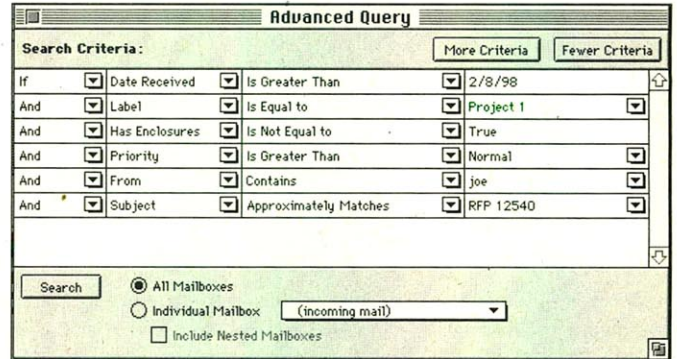 Advanced Query
Search Criteria: More Criteria Fewer Criteria
If Date Received Is Greater Than 2/8/98
And Label Is Equal to Project 1
And Has Enclosures Is Not Equal to True
And Priority Is Greater Than Normal
And From Contains joe
And Subject Approximately Matches RFP 12540
Search All Mailboxes
Individual Mailbox (incoming mail)
Include Nested Mailboxes